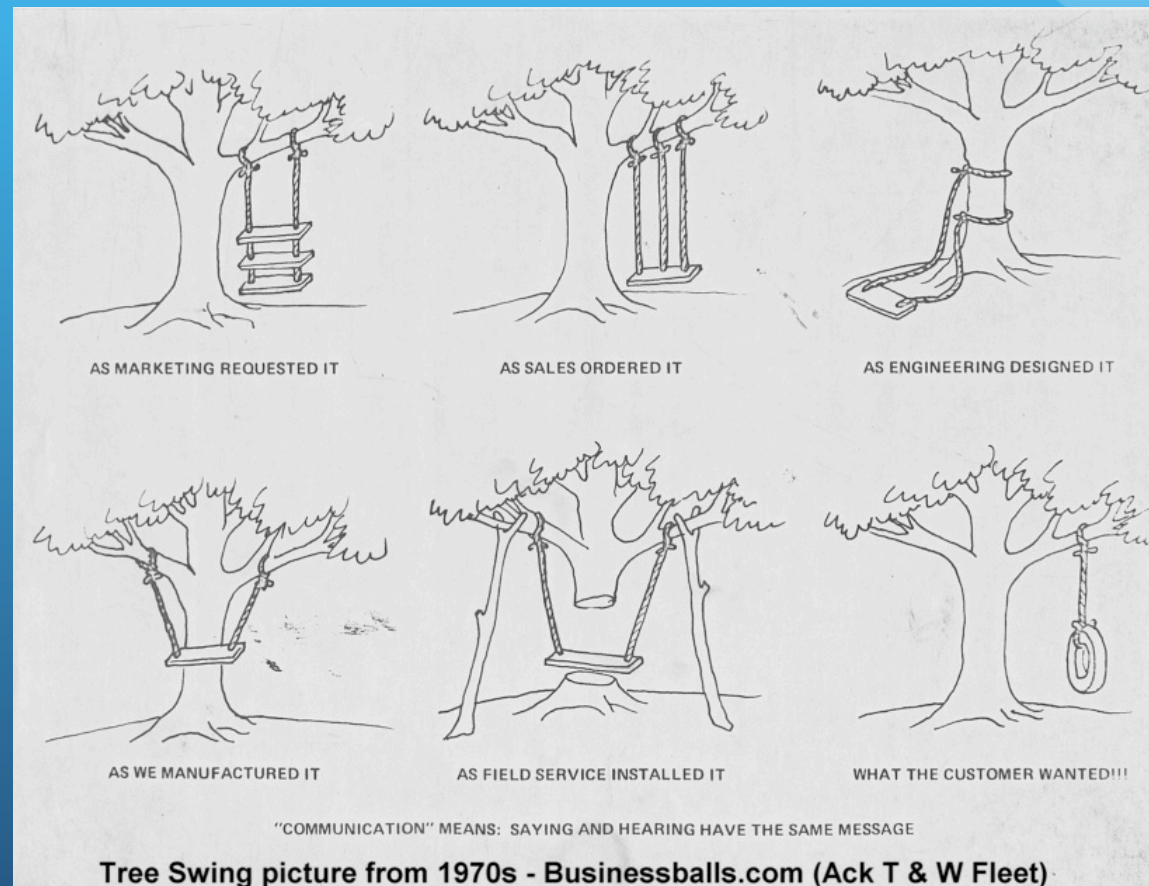 AS MARKETING REQUESTED IT
AS SALES ORDERED IT
AS ENGINEERING DESIGNED IT
AS WE MANUFACTURED IT
AS FIELD SERVICE INSTALLED IT
WHAT THE CUSTOMER WANTED!!!
"COMMUNICATION" MEANS: SAYING AND HEARING HAVE THE SAME MESSAGE
Tree Swing picture from 1970s - Businessballs.com (Ack T & W Fleet)